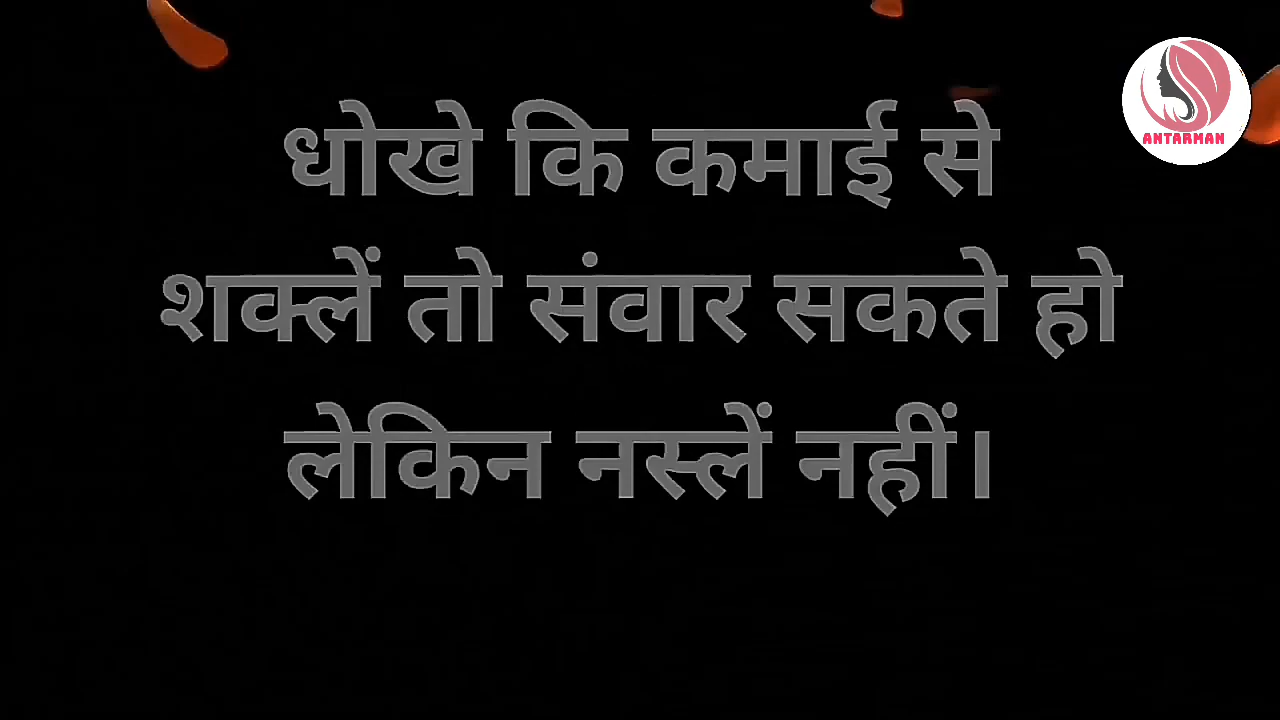 ANTARMAN
धोखे कि कमाई से
शक्लें तो संवार सकते हो
लेकिन नस्लें नहीं।